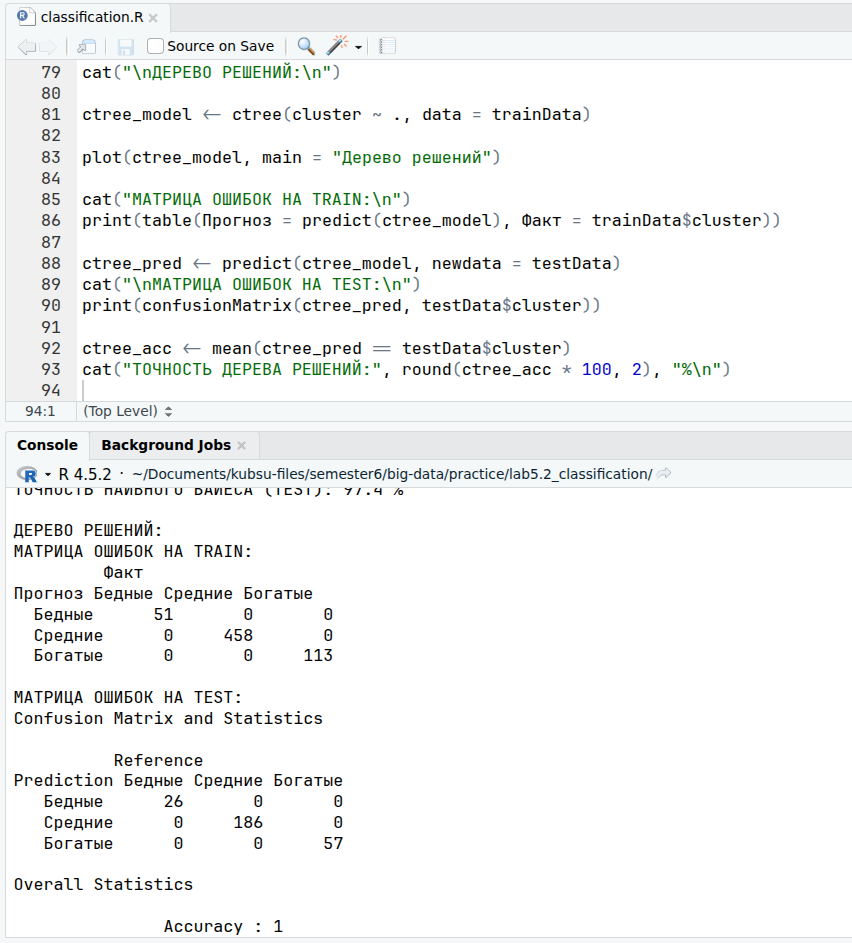 classification.R
Source on Save
79 cat("\nДЕРЕВО РЕШЕНИЙ:\n")
80
81 ctree_model <- ctree(cluster ~ ., data = trainData)
82
83 plot(ctree_model, main = "Дерево решений")
84
85 cat("МАТРИЦА ОШИБОК НА TRAIN:\n")
86 print(table(Прогноз = predict(ctree_model), Факт = trainData$cluster))
87
88 ctree_pred <- predict(ctree_model, newdata = testData)
89 cat("\nМАТРИЦА ОШИБОК НА TEST:\n")
90 print(confusionMatrix(ctree_pred, testData$cluster))
91
92 ctree_acc <- mean(ctree_pred == testData$cluster)
93 cat("ТОЧНОСТЬ ДЕРЕВА РЕШЕНИЙ:", round(ctree_acc * 100, 2), "%\n")
94
94:1 (Top Level)
Console Background Jobs
R 4.5.2 · ~/Documents/kubsu-files/semester6/big-data/practice/lab5.2_classification/
ТОЧНОСТЬ НАИВНОГО БАЙЕСА (TEST): 97.4 %
ДЕРЕВО РЕШЕНИЙ:
МАТРИЦА ОШИБОК НА TRAIN:
Факт
Прогноз Бедные Средние Богатые
Бедные 51 0 0
Средние 0 458 0
Богатые 0 0 113
МАТРИЦА ОШИБОК НА TEST:
Confusion Matrix and Statistics
Reference
Prediction Бедные Средние Богатые
Бедные 26 0 0
Средние 0 186 0
Богатые 0 0 57
Overall Statistics
Accuracy : 1